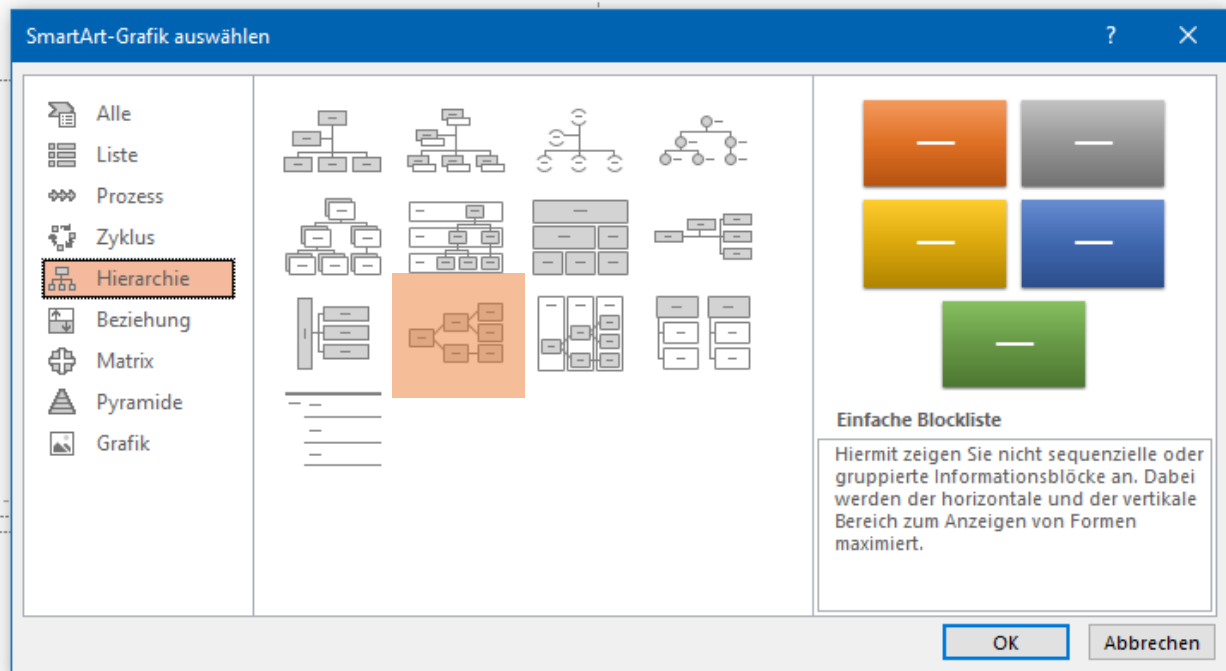 SmartArt-Grafik auswählen
Alle
Liste
Prozess
Zyklus
Hierarchie
Beziehung
Matrix
Pyramide
Grafik
Einfache Blockliste
Hiermit zeigen Sie nicht sequenzielle oder
gruppierte Informationsblöcke an. Dabei
werden der horizontale und der vertikale
Bereich zum Anzeigen von Formen
maximiert.
OK
Abbrechen